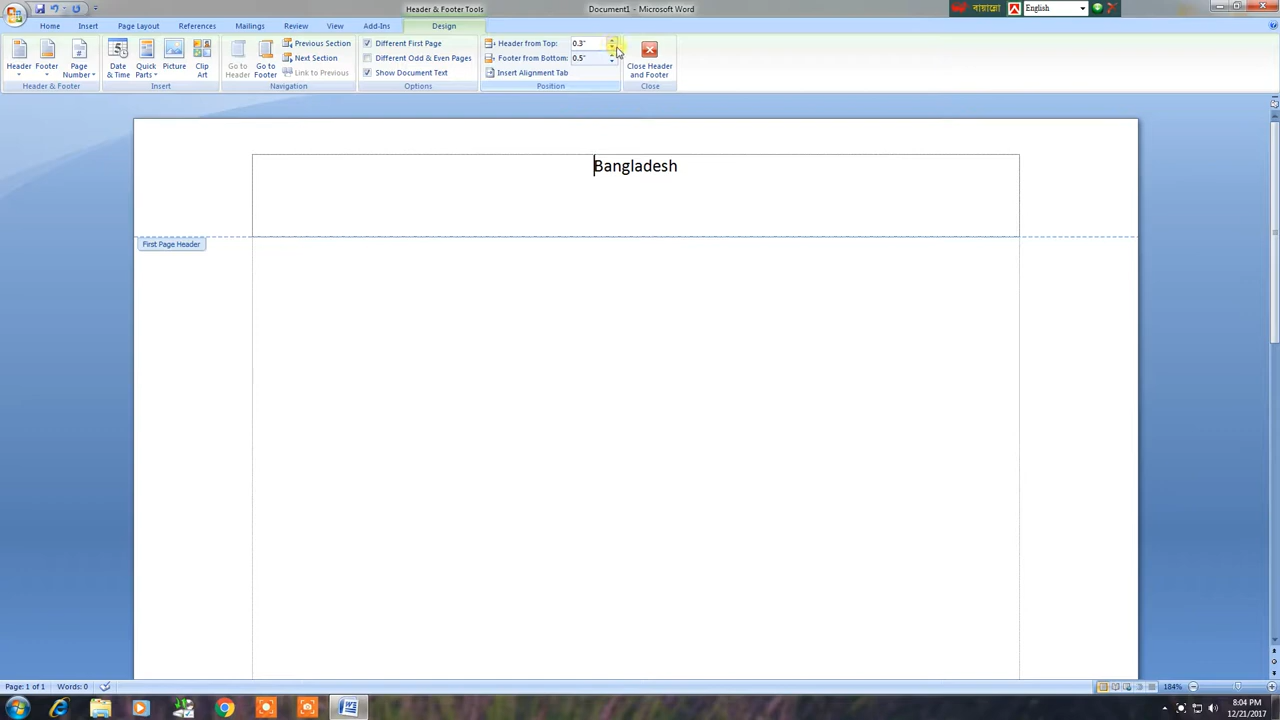 Header & Footer Tools
Document1 - Microsoft Word
বায়ান্নো
English
Home
Insert
Page Layout
References
Mailings
Review
View
Add-Ins
Design
Header
Footer
Page Number
Header & Footer
Date & Time
Quick Parts
Picture
Clip Art
Insert
Go to Header
Go to Footer
Previous Section
Next Section
Link to Previous
Navigation
Different First Page
Different Odd & Even Pages
Show Document Text
Options
Header from Top: 0.3"
Footer from Bottom: 0.5"
Insert Alignment Tab
Position
Close Header and Footer
Close
Bangladesh
First Page Header
Page: 1 of 1
Words: 0
184%
8:04 PM
12/21/2017